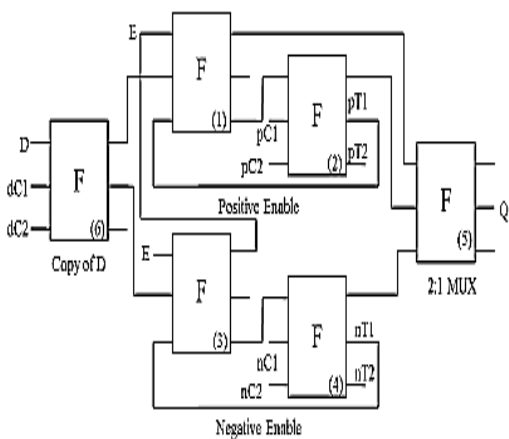 E
F
(1)
F
pT1
pC1
pC2
(2)
pT2
D
dC1
dC2
F
(6)
Copy of D
Positive Enable
F
Q
(5)
2:1 MUX
E
F
(3)
F
nT1
nC1
nC2
(4)
nT2
Negative Enable